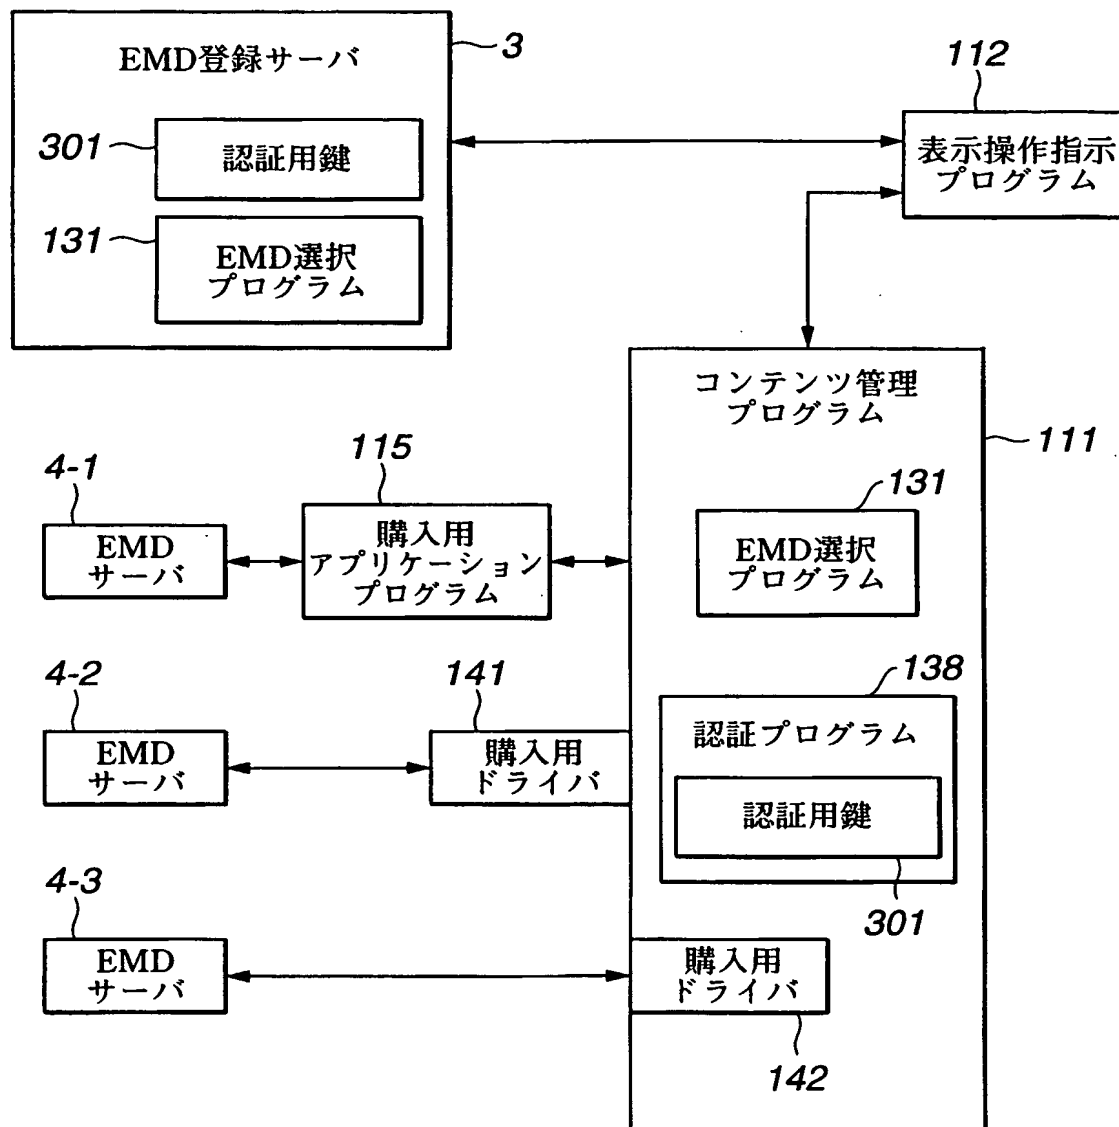 EMD登録サーバ
3
301
認証用鍵
131
EMD選択
プログラム
112
表示操作指示
プログラム
コンテンツ管理
プログラム
111
4-1
EMD
サーバ
115
購入用
アプリケーション
プログラム
131
EMD選択
プログラム
4-2
EMD
サーバ
141
購入用
ドライバ
138
認証プログラム
認証用鍵
301
4-3
EMD
サーバ
購入用
ドライバ
142